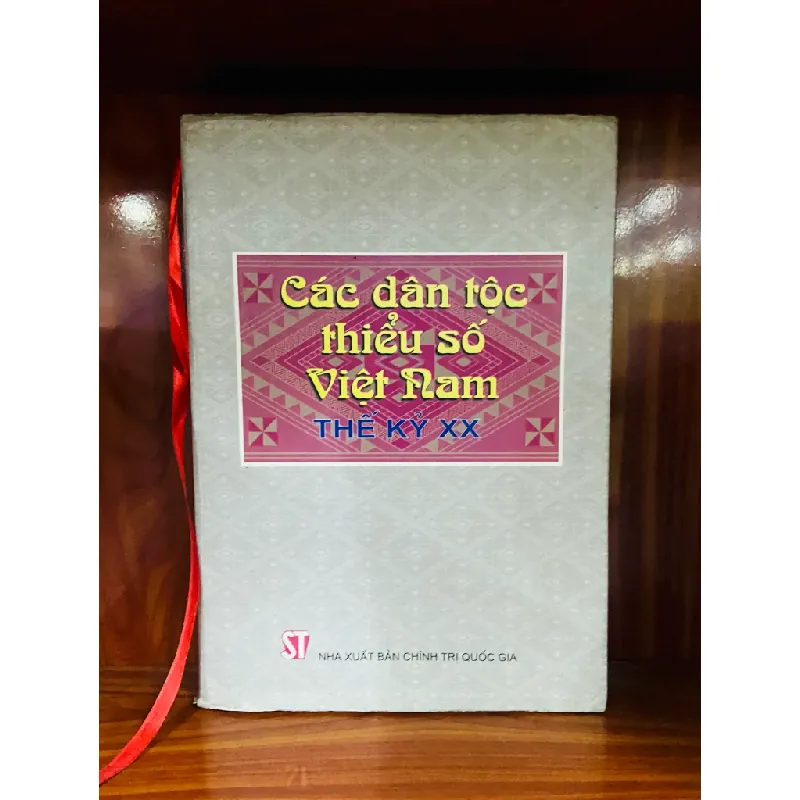 Các dân tộc
thiểu số
Việt Nam
THẾ KỶ XX
ST NHÀ XUẤT BẢN CHÍNH TRỊ QUỐC GIA